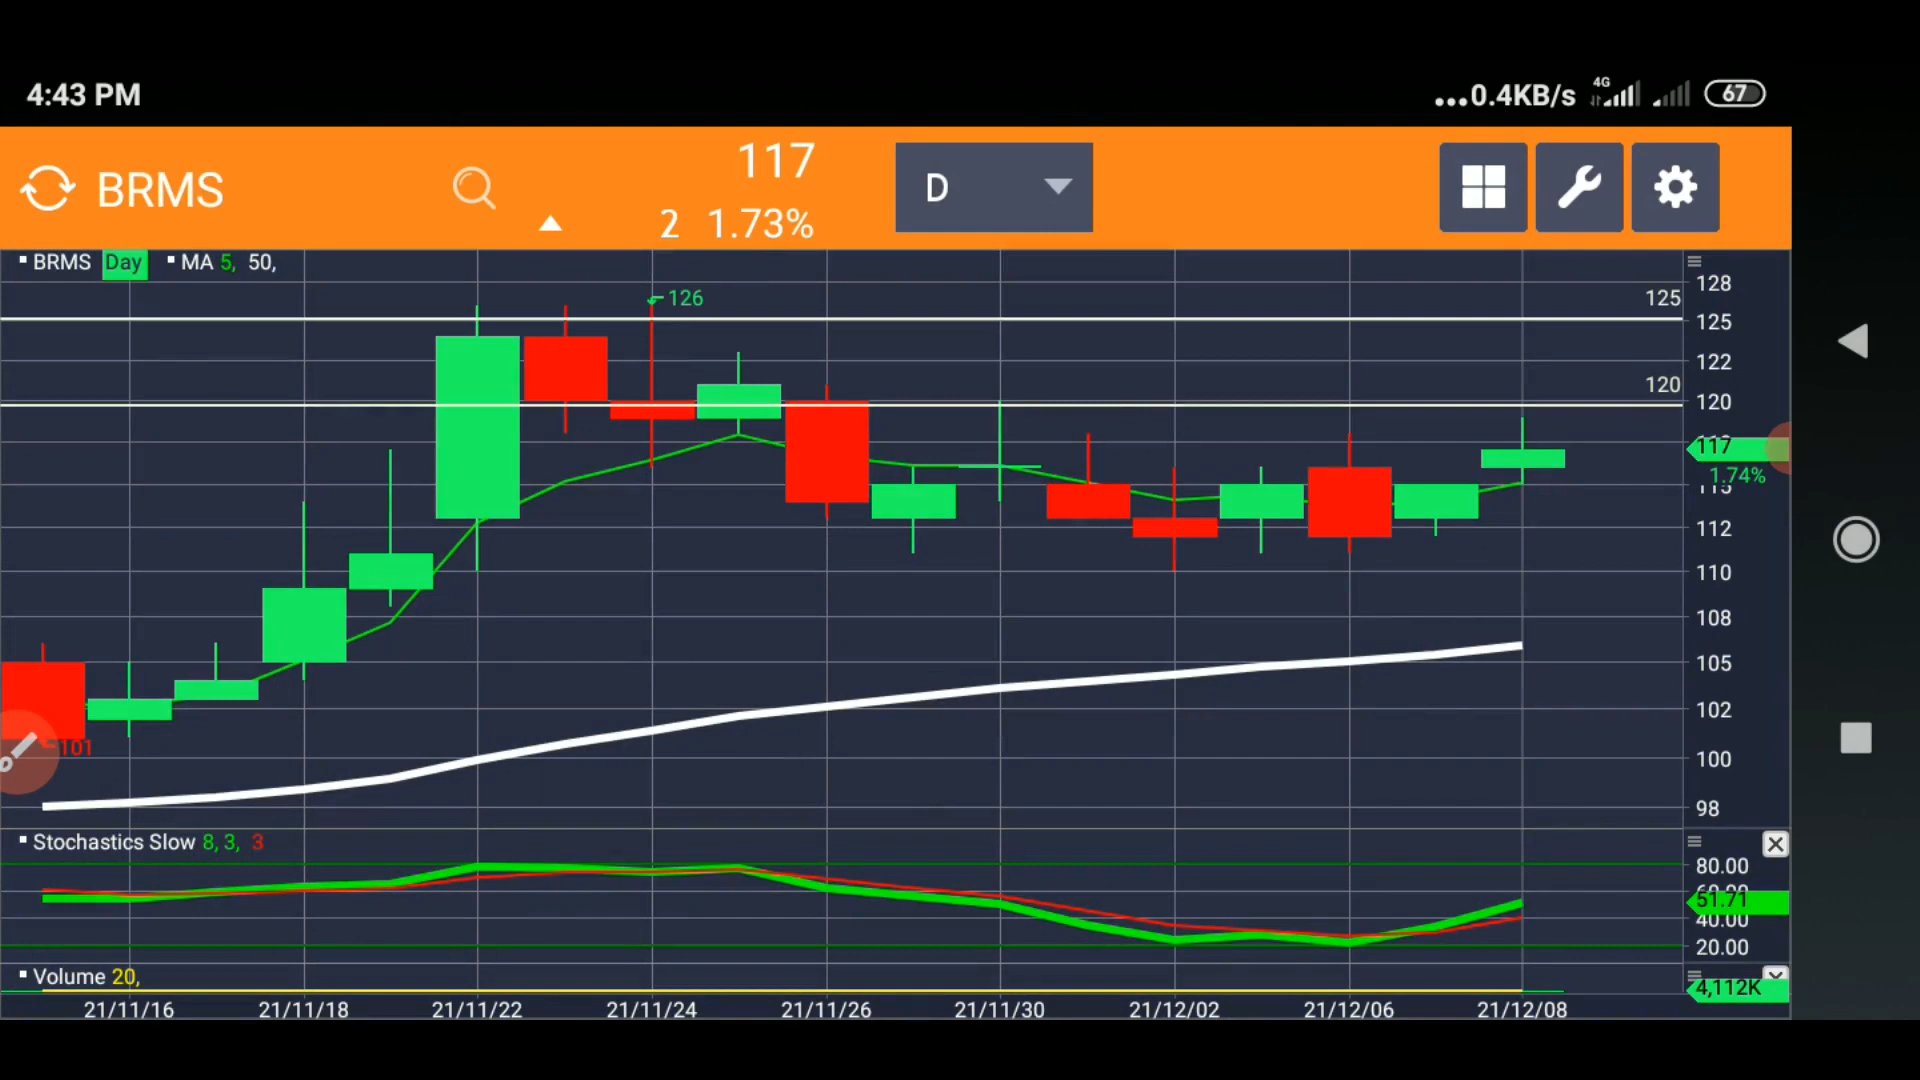 4:43 PM
...0.4KB/s 4G 67
BRMS
117
2 1.73%
D
BRMS Day MA 5, 50,
128
126
125
125
122
120
120
117
1.74%
115
112
110
108
105
102
101
100
98
Stochastics Slow 8, 3, 3
80.00
60.00
51.71
40.00
20.00
Volume 20,
4,112K
21/11/16 21/11/18 21/11/22 21/11/24 21/11/26 21/11/30 21/12/02 21/12/06 21/12/08